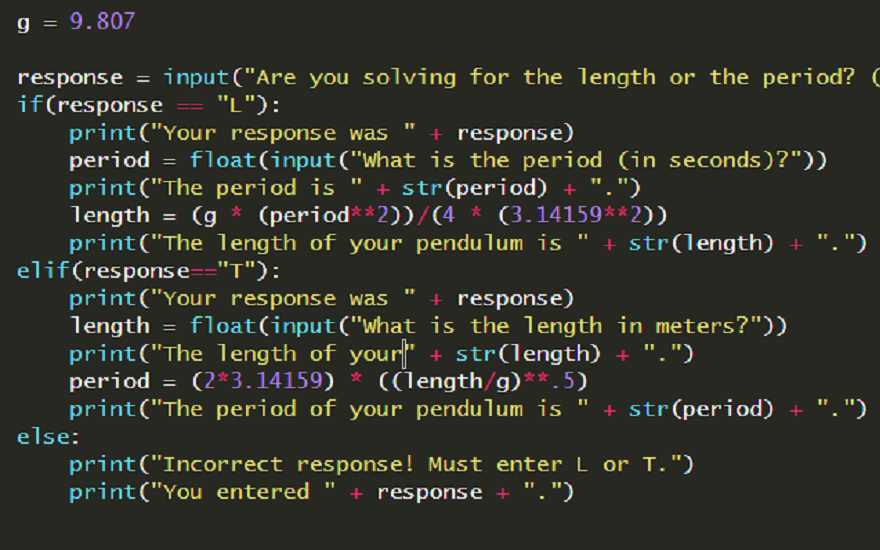 g = 9.807
response = input("Are you solving for the length or the period? (
if(response == "L"):
    print("Your response was " + response)
    period = float(input("What is the period (in seconds)?"))
    print("The period is " + str(period) + ".")
    length = (g * (period**2))/(4 * (3.14159**2))
    print("The length of your pendulum is " + str(length) + ".")
elif(response=="T"):
    print("Your response was " + response)
    length = float(input("What is the length in meters?"))
    print("The length of your" + str(length) + ".")
    period = (2*3.14159) * ((length/g)**.5)
    print("The period of your pendulum is " + str(period) + ".")
else:
    print("Incorrect response! Must enter L or T.")
    print("You entered " + response + ".")